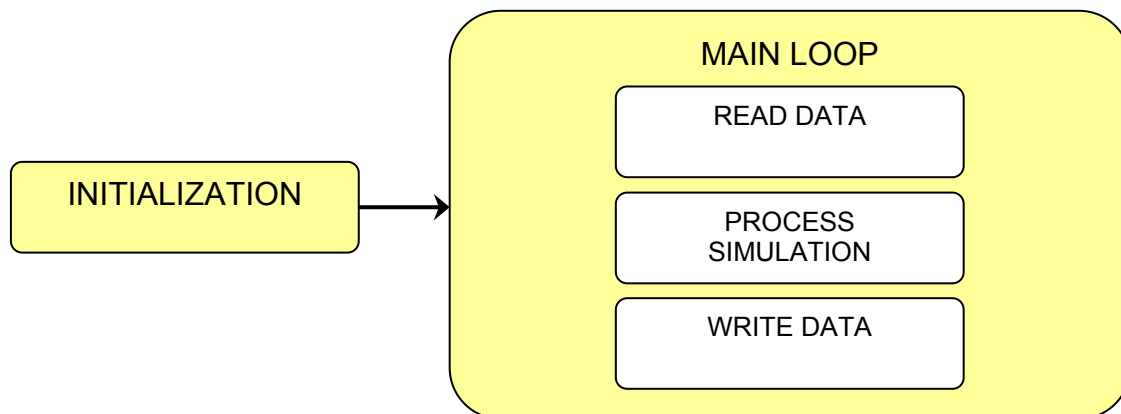 INITIALIZATION
MAIN LOOP
READ DATA
PROCESS
SIMULATION
WRITE DATA